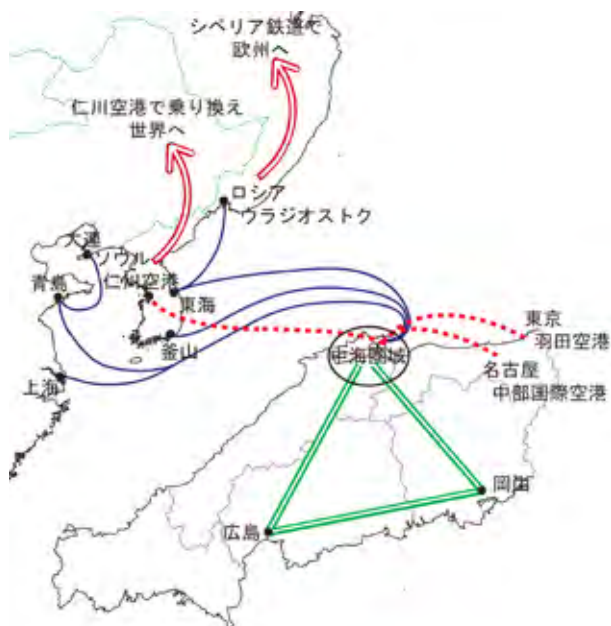 シベリア鉄道で
欧州へ
仁川空港で乗り換え
世界へ
ロシア
ウラジオストク
大連
ソウル
仁川空港
青島
東海
釜山
上海
東京
羽田空港
名古屋
中部国際空港
中海圏域
岡山
広島